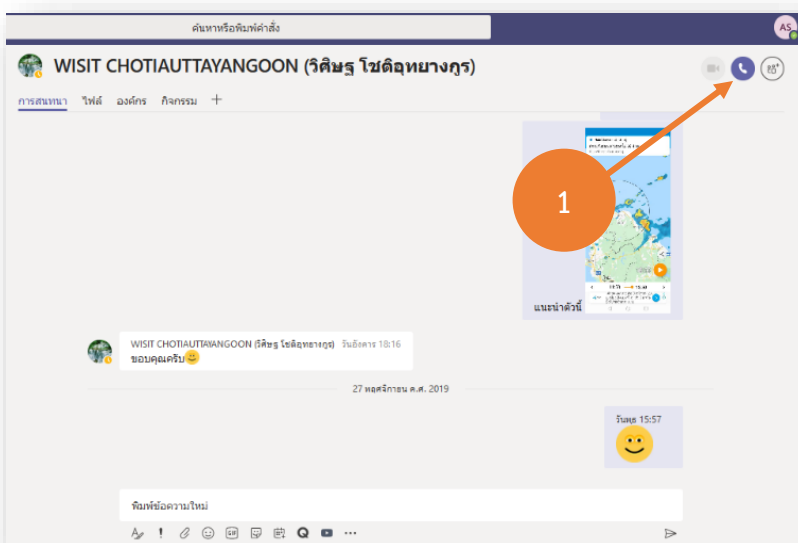 ค้นหาหรือพิมพ์คำสั่ง
AS
WISIT CHOTIAUTTAYANGOON (วิศิษฐ โชติอุทยางกูร)
การสนทนา ไฟล์ องค์กร กิจกรรม
1
แนะนำตัวนี้
WISIT CHOTIAUTTAYANGOON (วิศิษฐ โชติอุทยางกูร) วันอังคาร 18:16
ขอบคุณครับ
27 พฤศจิกายน ค.ศ. 2019
วันพุธ 15:57
พิมพ์ข้อความใหม่
GIF